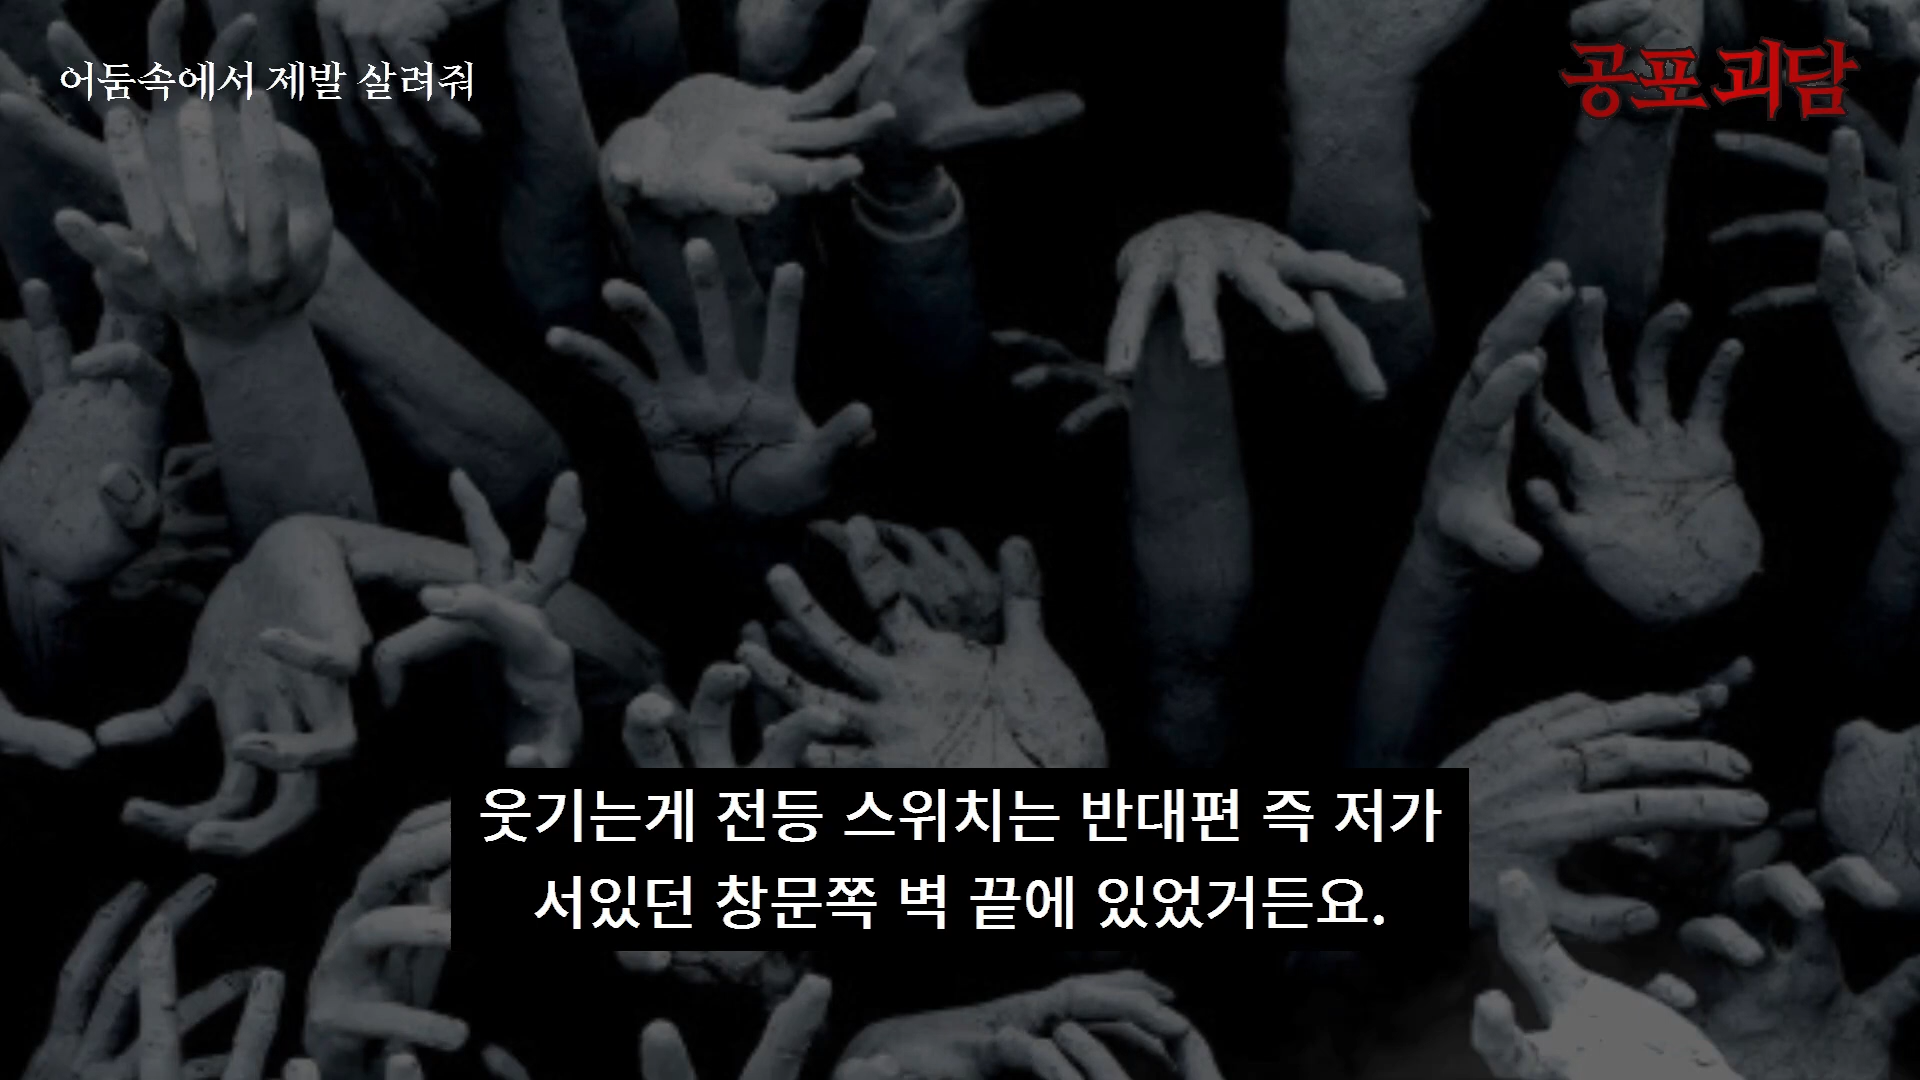 어둠속에서 제발 살려줘
공포 괴담
웃기는게 전등 스위치는 반대편 즉 저가
서있던 창문쪽 벽 끝에 있었거든요.